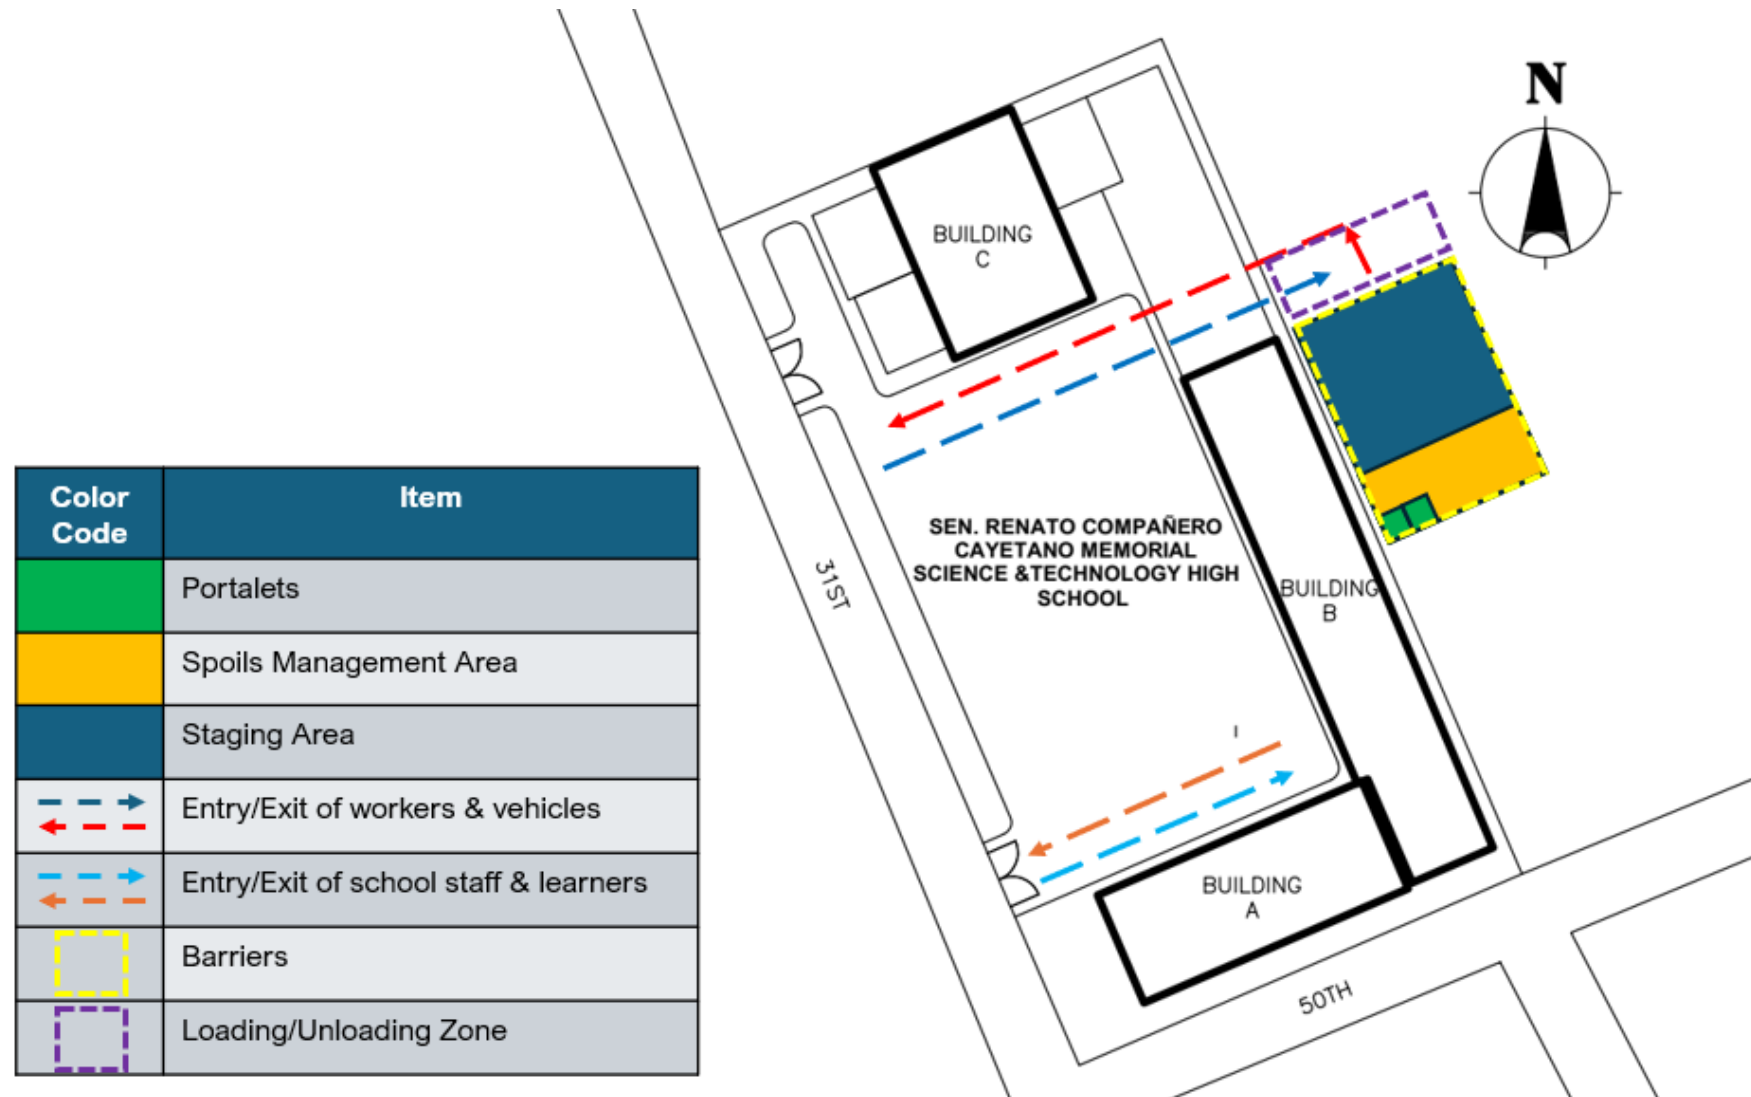 N
BUILDING
C
SEN. RENATO COMPAÑERO
CAYETANO MEMORIAL
SCIENCE &TECHNOLOGY HIGH
SCHOOL
BUILDING
B
31ST
BUILDING
A
50TH
Color
Code
Item
Portalets
Spoils Management Area
Staging Area
Entry/Exit of workers & vehicles
Entry/Exit of school staff & learners
Barriers
Loading/Unloading Zone